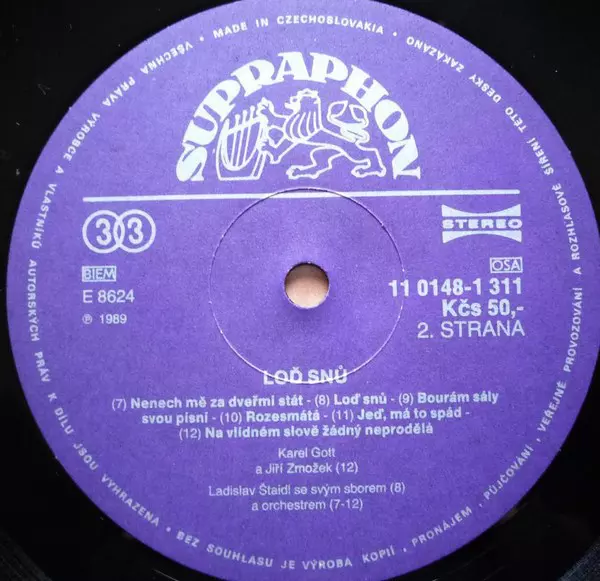 VŠECHNA PRÁVA VÝROBCE A VLASTNÍKŮ AUTORSKÝCH PRÁV K DÍLU JSOU VYHRAZENA • BEZ SOUHLASU JE VÝROBA KOPIÍ, PRONÁJEM, PŮJČOVÁNÍ, VEŘEJNÉ PROVOZOVÁNÍ A ROZHLASOVÉ ŠÍŘENÍ TÉTO DESKY ZAKÁZÁNO • MADE IN CZECHOSLOVAKIA •
SUPRAPHON
33
STEREO
BIEM
OSA
E 8624
11 0148-1 311
Kčs 50,-
℗ 1989
2. STRANA
LOĎ SNŮ
(7) Nenech mě za dveřmi stát - (8) Loď snů - (9) Bourám sály
svou písní - (10) Rozesmátá - (11) Jeď, má to spád -
(12) Na vlídném slově žádný neprodělá
Karel Gott
a Jiří Zmožek (12)
Ladislav Štaidl se svým sborem (8)
a orchestrem (7-12)